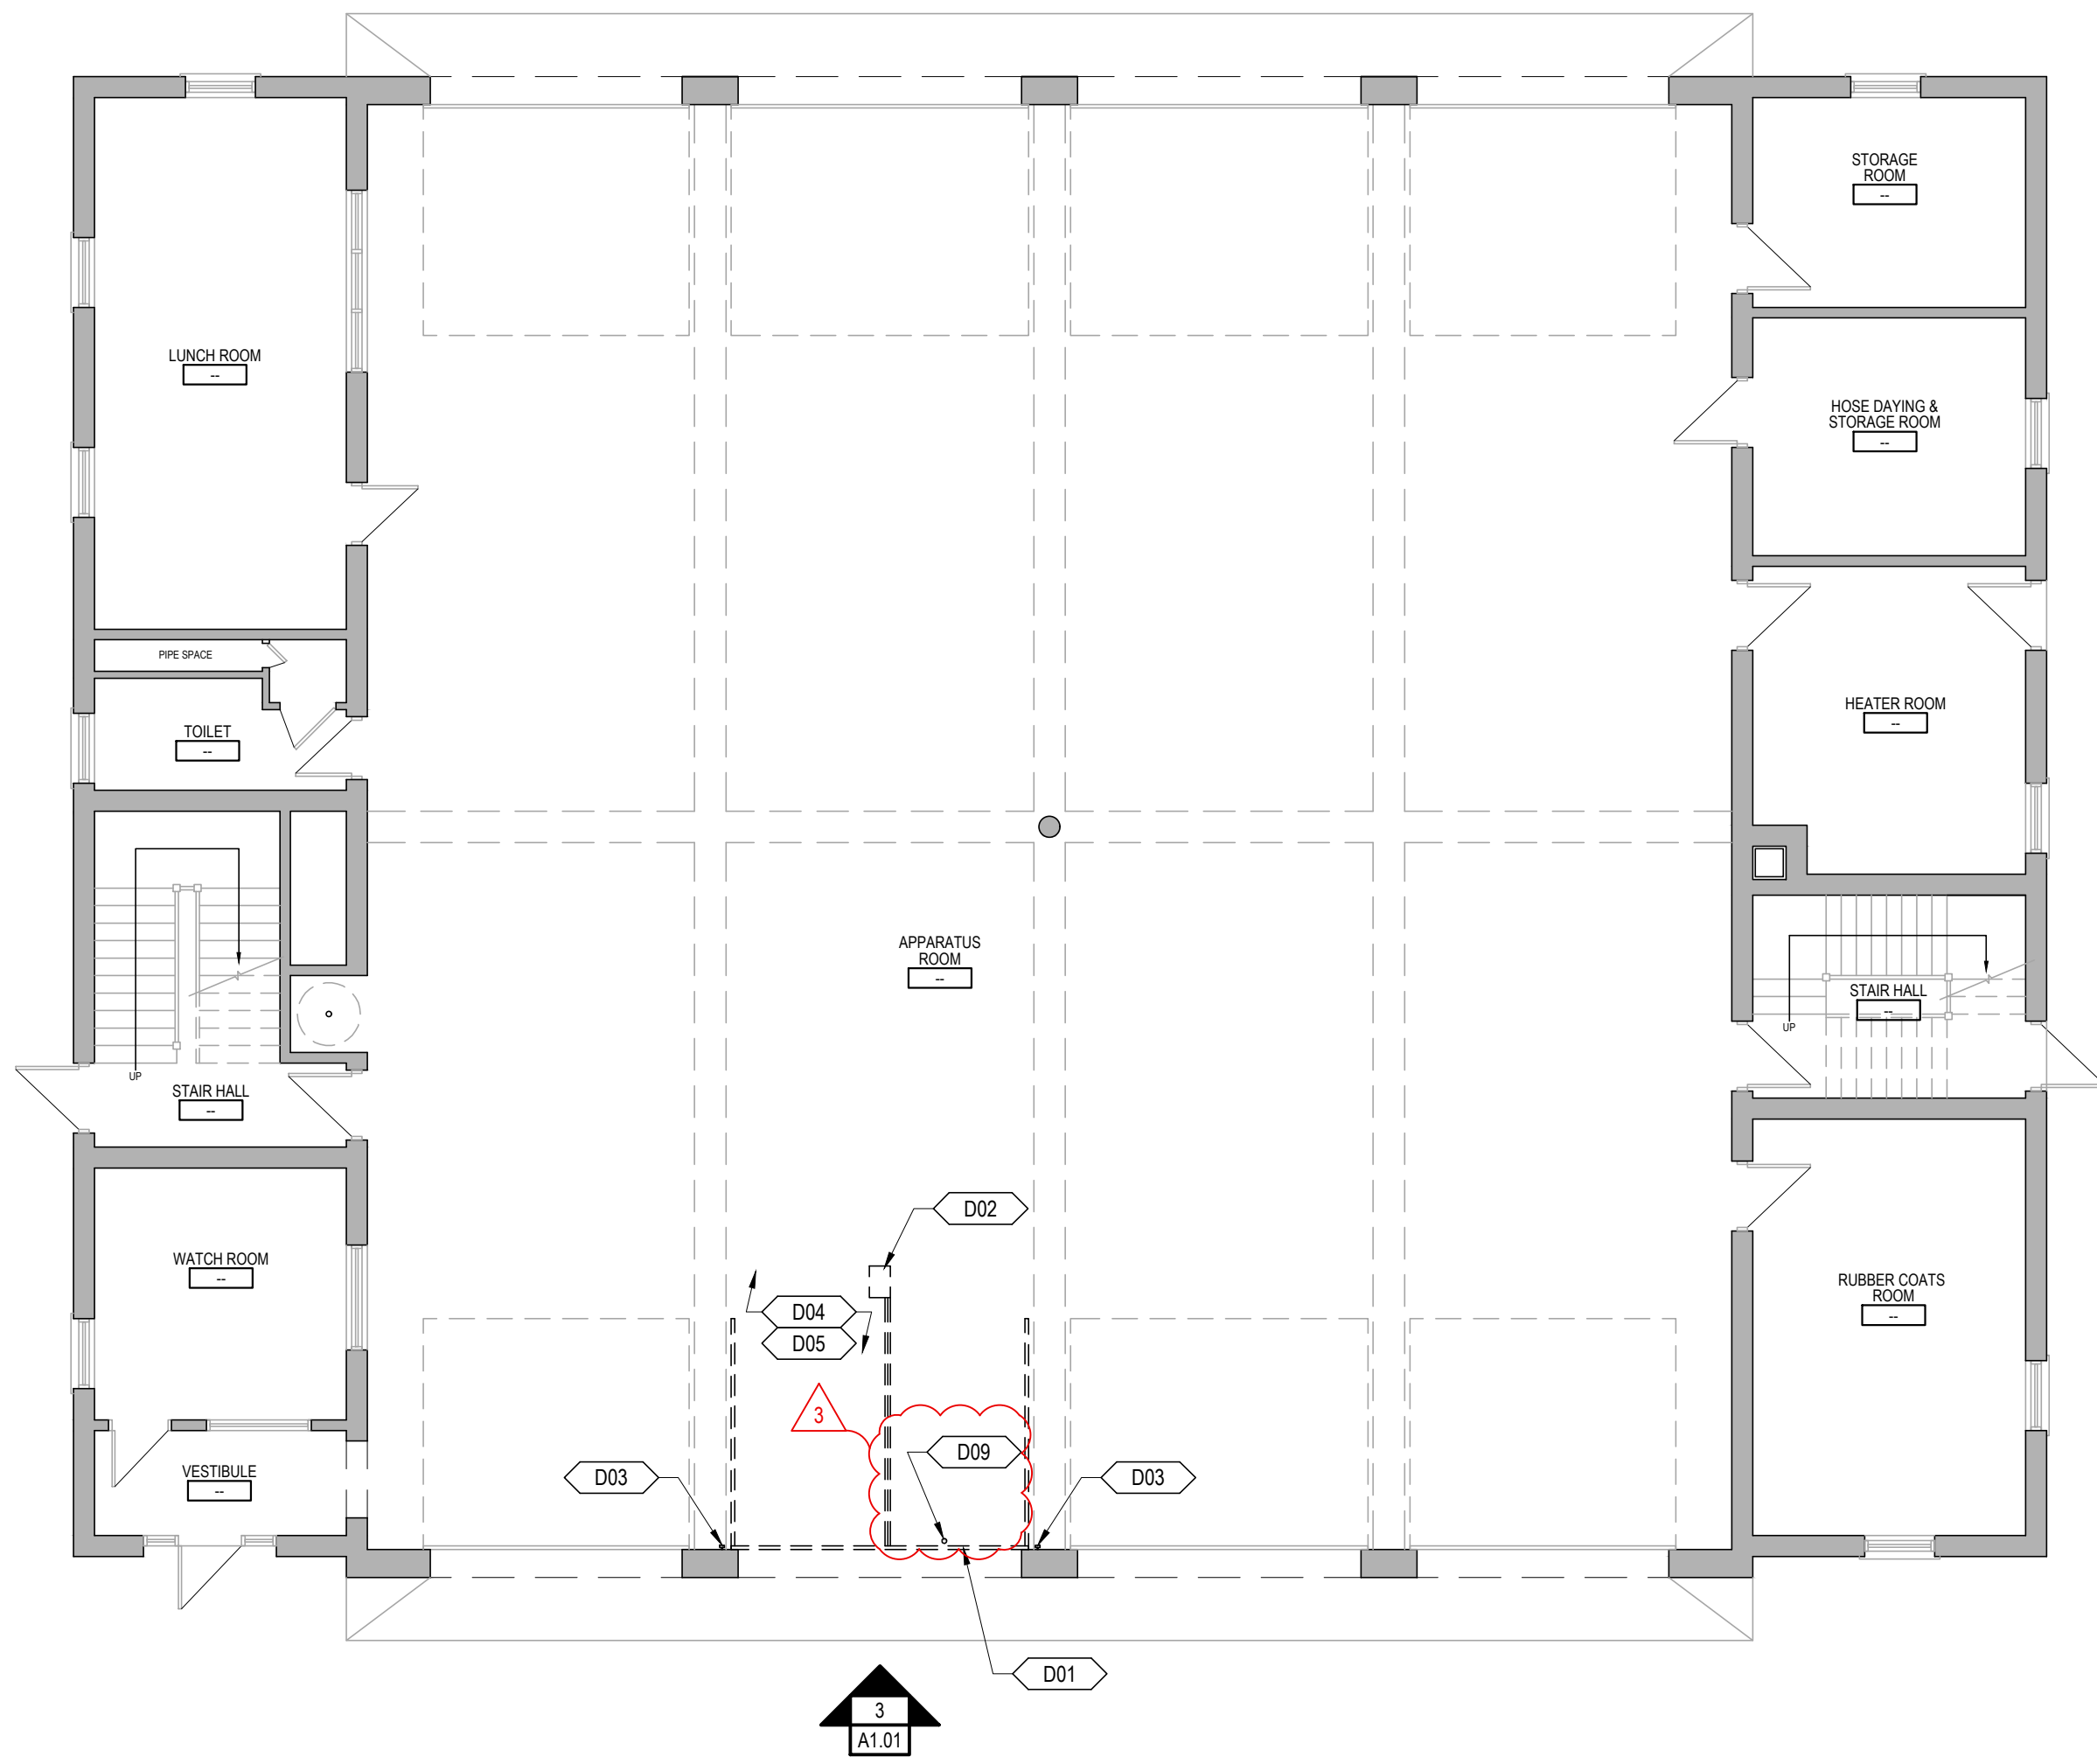 STORAGE
ROOM
--
LUNCH ROOM
--
HOSE DAYING &
STORAGE ROOM
--
PIPE SPACE
TOILET
--
HEATER ROOM
--
APPARATUS
ROOM
--
STAIR HALL
--
UP
UP
STAIR HALL
--
WATCH ROOM
--
D02
RUBBER COATS
ROOM
--
D04
D05
3
D09
VESTIBULE
--
D03
D03
D01
3
A1.01